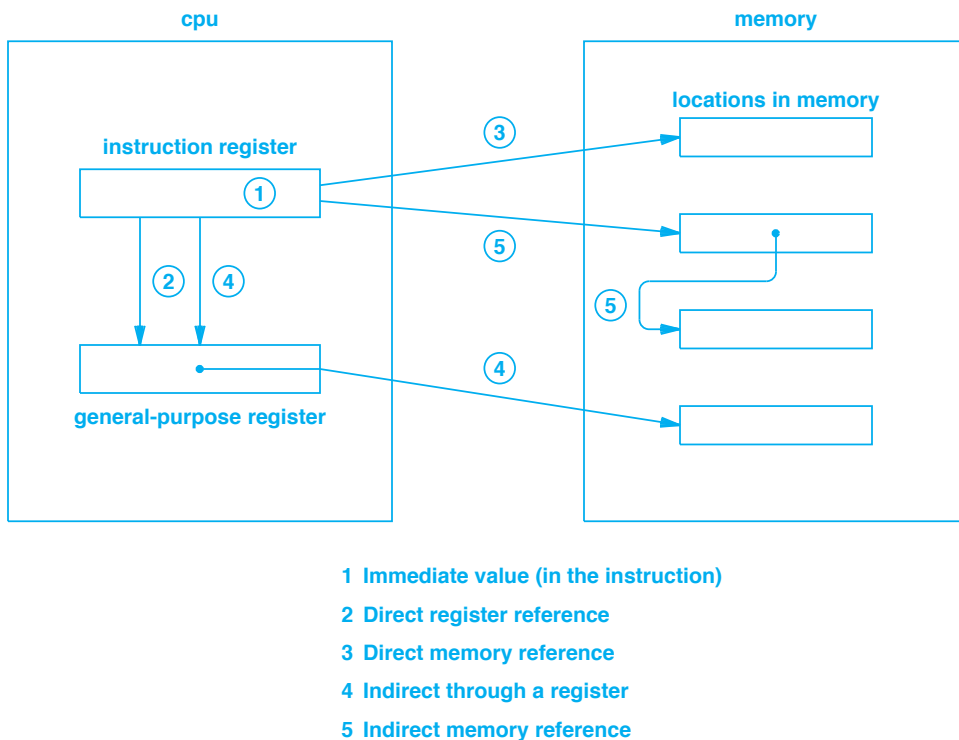 cpu
memory
locations in memory
3
instruction register
1
5
2
4
5
4
general-purpose register
1 Immediate value (in the instruction)
2 Direct register reference
3 Direct memory reference
4 Indirect through a register
5 Indirect memory reference